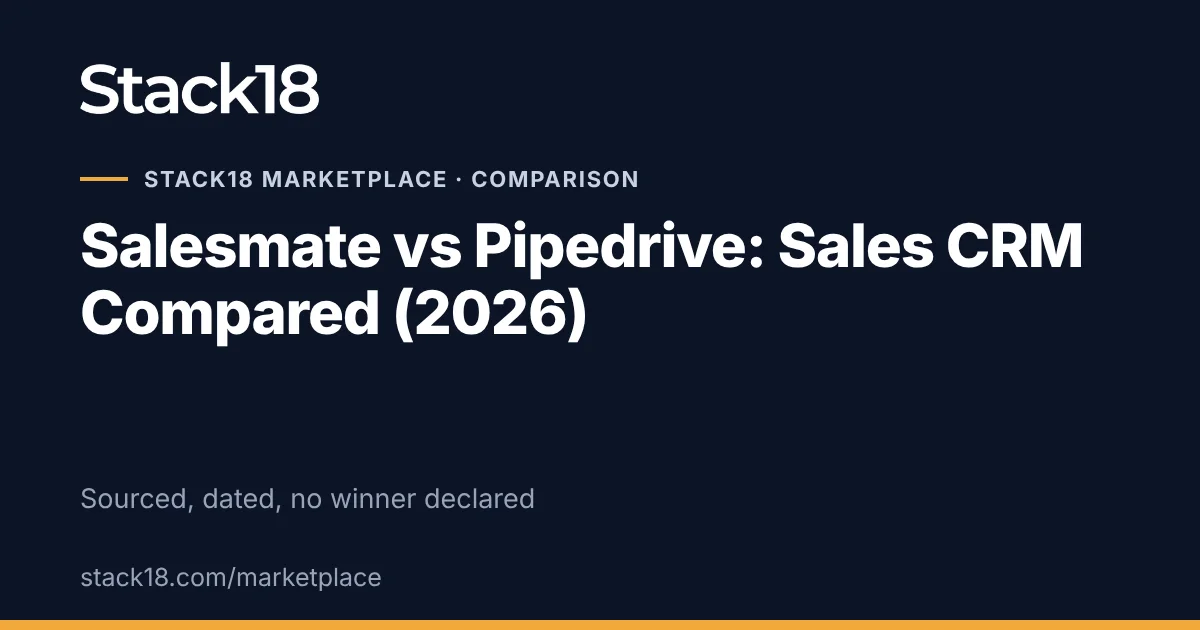 Stack18
STACK18 MARKETPLACE · COMPARISON
Salesmate vs Pipedrive: Sales CRM
Compared (2026)
Sourced, dated, no winner declared
stack18.com/marketplace